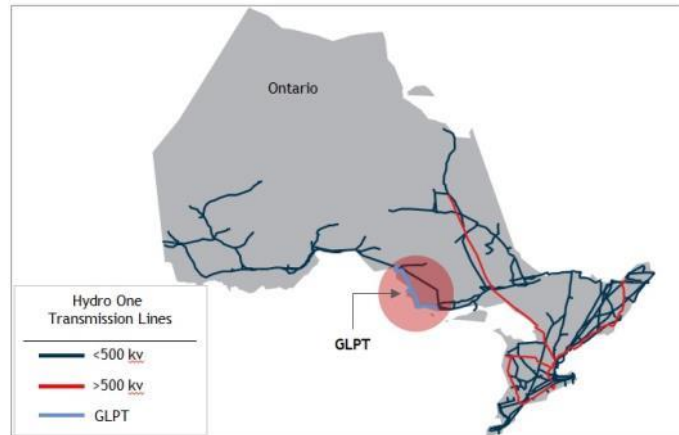 Ontario
GLPT
Hydro One
Transmission Lines
<500 kv
>500 kv
GLPT